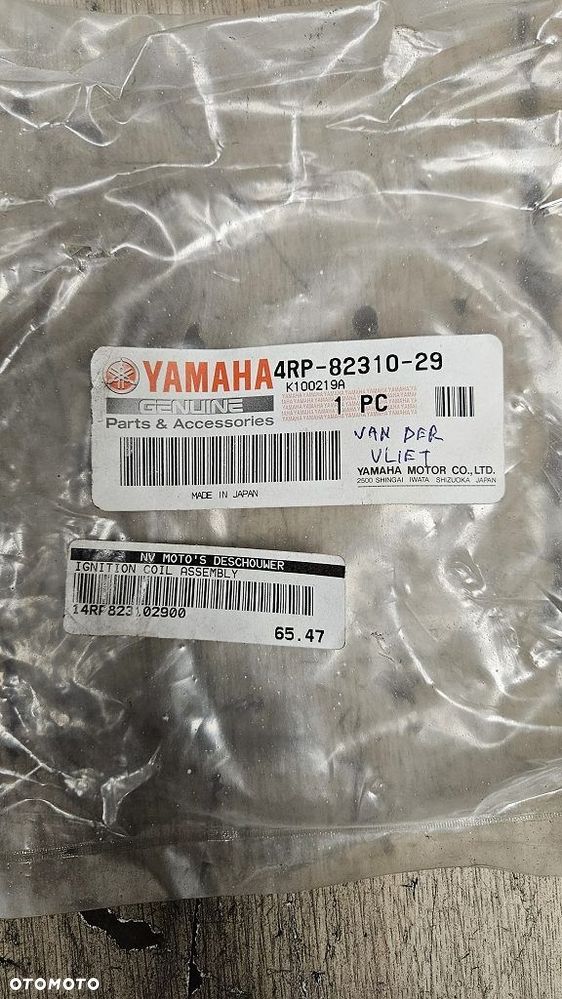 YAMAHA 4RP-82310-29
K100219A
GENUINE
1 PC
Parts & Accessories
VAN DER
VLIET
YAMAHA MOTOR CO., LTD.
2500 SHINGAI IWATA SHIZUOKA JAPAN
MADE IN JAPAN
NV MOTO'S DESCHOUWER
IGNITION COIL ASSEMBLY
14RP823102900
65.47
OTOMOTO